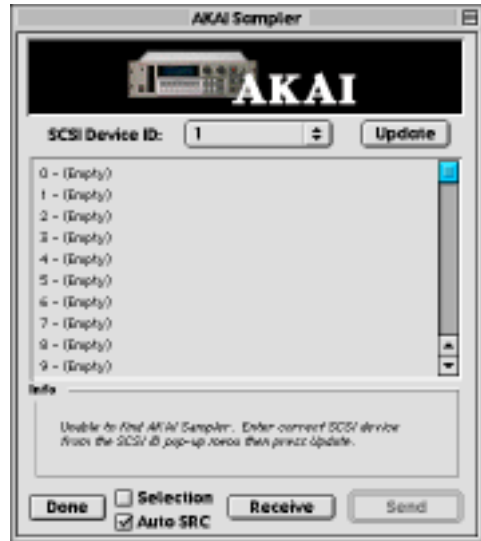 AKAI Sampler
AKAI
SCSI Device ID: 1 Update
0 - (Empty)
1 - (Empty)
2 - (Empty)
3 - (Empty)
4 - (Empty)
5 - (Empty)
6 - (Empty)
7 - (Empty)
8 - (Empty)
9 - (Empty)
Info
Unable to find AKAI Sampler. Enter correct SCSI device
from the SCSI ID pop-up menu then press Update.
Selection
Done Receive Send
Auto SRC